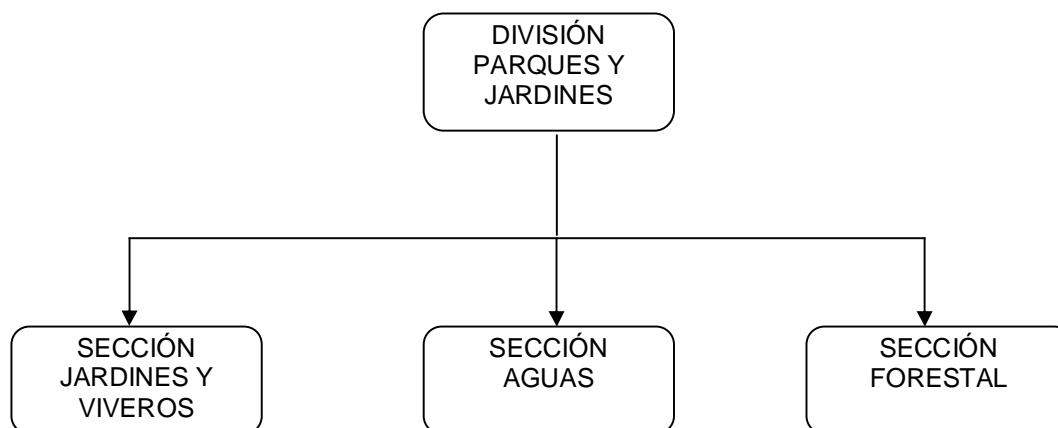 DIVISIÓN
PARQUES Y
JARDINES
SECCIÓN
JARDINES Y
VIVEROS
SECCIÓN
AGUAS
SECCIÓN
FORESTAL